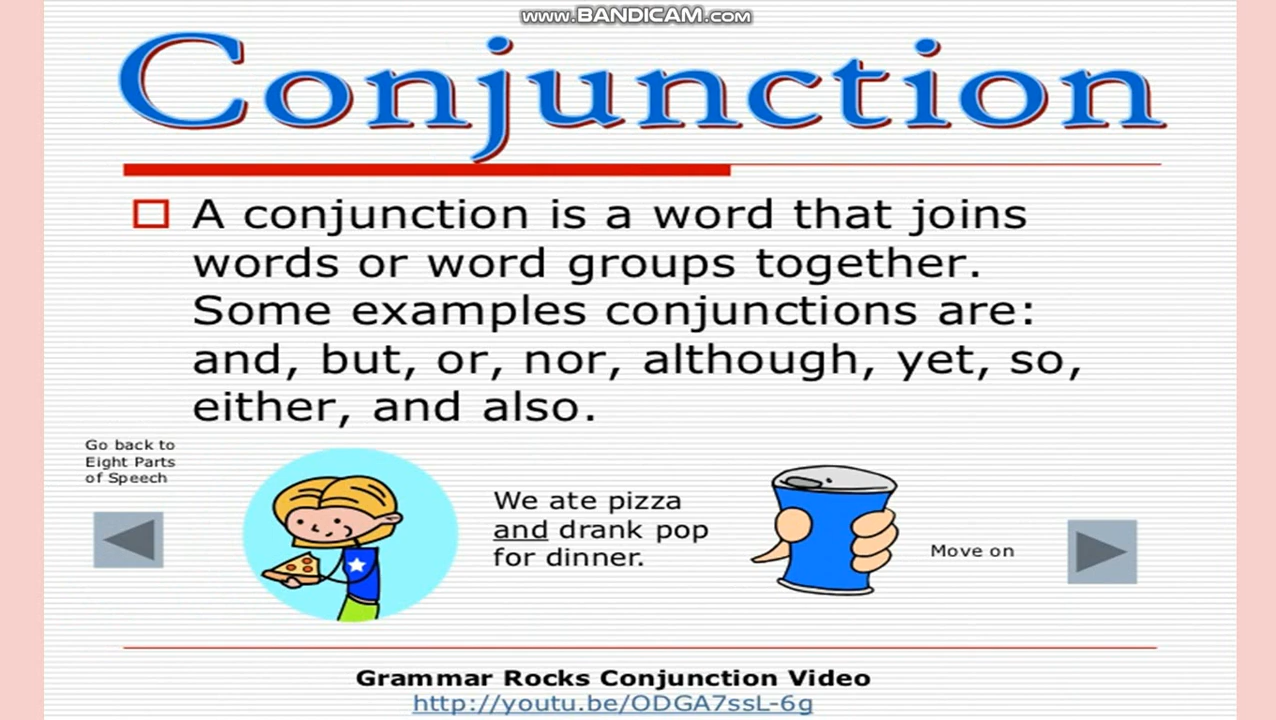 www.BANDICAM.com
Conjunction
A conjunction is a word that joins
words or word groups together.
Some examples conjunctions are:
and, but, or, nor, although, yet, so,
either, and also.
Go back to
Eight Parts
of Speech
We ate pizza
and drank pop
for dinner.
Move on
Grammar Rocks Conjunction Video
http://youtu.be/ODGA7ssL-6g